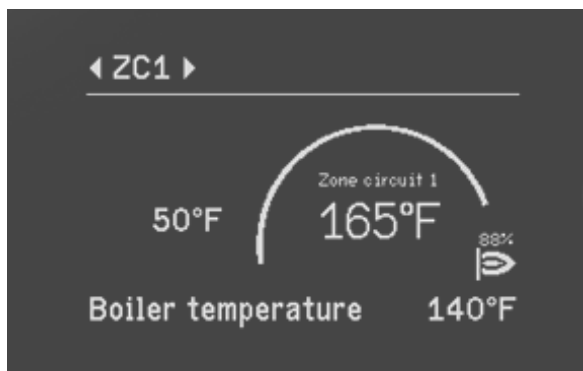 ZC1
Zone circuit 1
50°F 165°F
88%
Boiler temperature 140°F